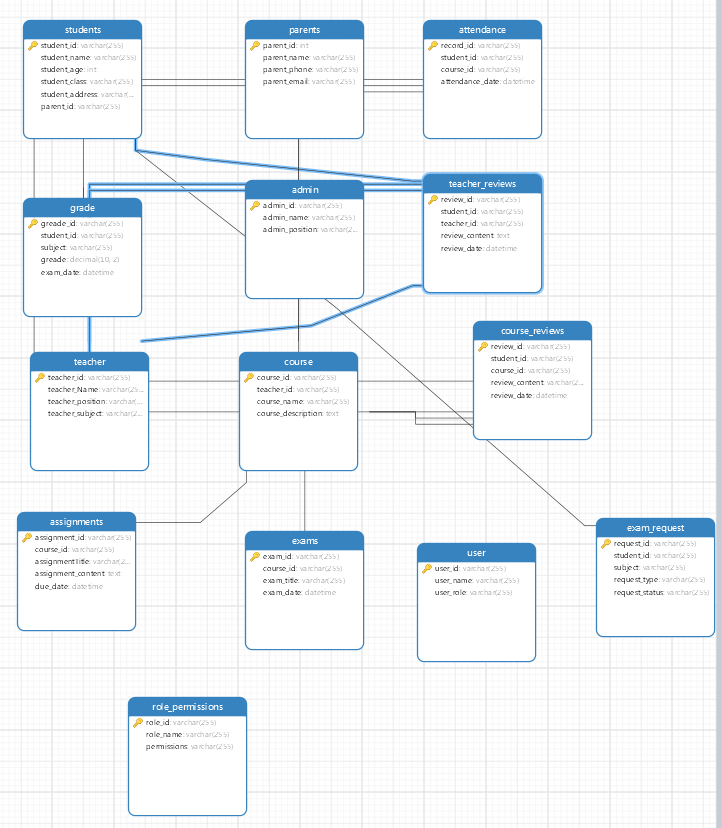 students
student_id: varchar(255)
student_name: varchar(255)
student_age: int
student_class: varchar(255)
student_address: varchar(...
parent_id: varchar(255)
parents
parent_id: int
parent_name: varchar(255)
parent_phone: varchar(255)
parent_email: varchar(255)
attendance
record_id: varchar(255)
student_id: varchar(255)
course_id: varchar(255)
attendance_date: datetime
grade
greade_id: varchar(255)
student_id: varchar(255)
subject: varchar(255)
greade: decimal(10, 2)
exam_date: datetime
admin
admin_id: varchar(255)
admin_name: varchar(255)
admin_position: varchar(2...
teacher_reviews
review_id: varchar(255)
student_id: varchar(255)
teacher_id: varchar(255)
review_content: text
review_date: datetime
teacher
teacher_id: varchar(255)
teacher_Name: varchar(25...
teacher_position: varchar(...
teacher_subject: varchar(2...
course
course_id: varchar(255)
teacher_id: varchar(255)
course_name: varchar(255)
course_description: text
course_reviews
review_id: varchar(255)
student_id: varchar(255)
course_id: varchar(255)
review_content: varchar(2...
review_date: datetime
assignments
assignment_id: varchar(255)
course_id: varchar(255)
assignmentTitle: varchar(2...
assignment_content: text
due_date: datetime
exams
exam_id: varchar(255)
course_id: varchar(255)
exam_title: varchar(255)
exam_date: datetime
user
user_id: varchar(255)
user_name: varchar(255)
user_role: varchar(255)
exam_request
request_id: varchar(255)
student_id: varchar(255)
subject: varchar(255)
request_type: varchar(255)
request_status: varchar(255)
role_permissions
role_id: varchar(255)
role_name: varchar(255)
permissions: varchar(255)